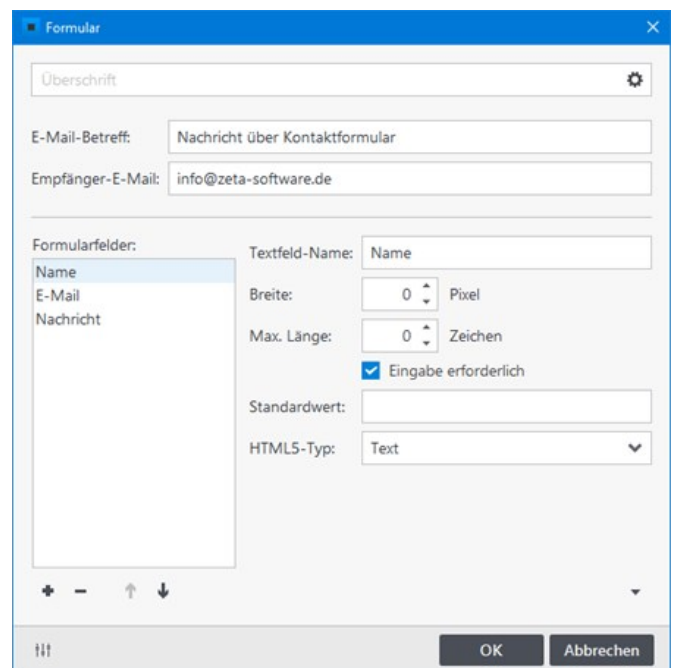 Formular
Überschrift
E-Mail-Betreff: Nachricht über Kontaktformular
Empfänger-E-Mail: info@zeta-software.de
Formularfelder:
Name
E-Mail
Nachricht
Textfeld-Name: Name
Breite: 0 Pixel
Max. Länge: 0 Zeichen
Eingabe erforderlich
Standardwert:
HTML5-Typ: Text
OK Abbrechen